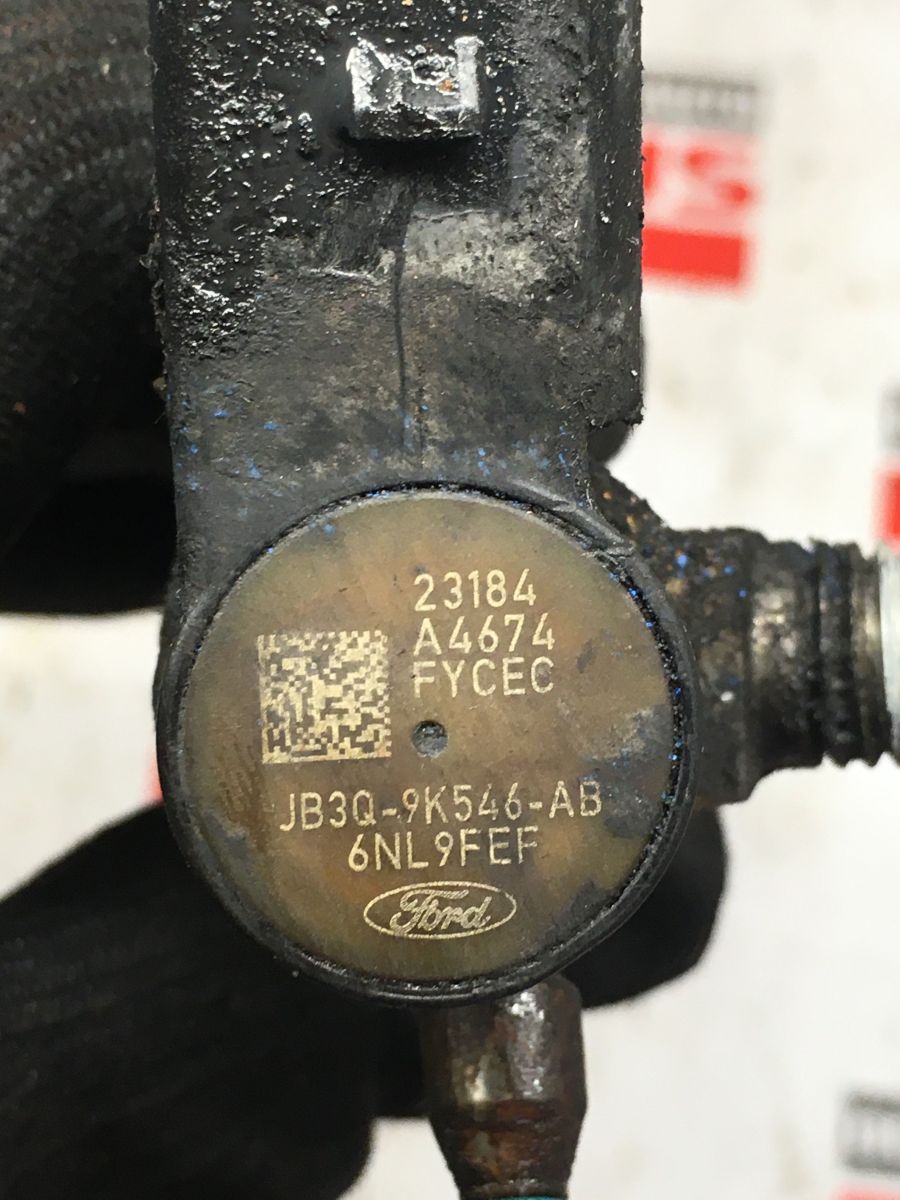 23184
A4674
FYCEC
JB3Q-9K546-AB
6NL9FEF
Ford